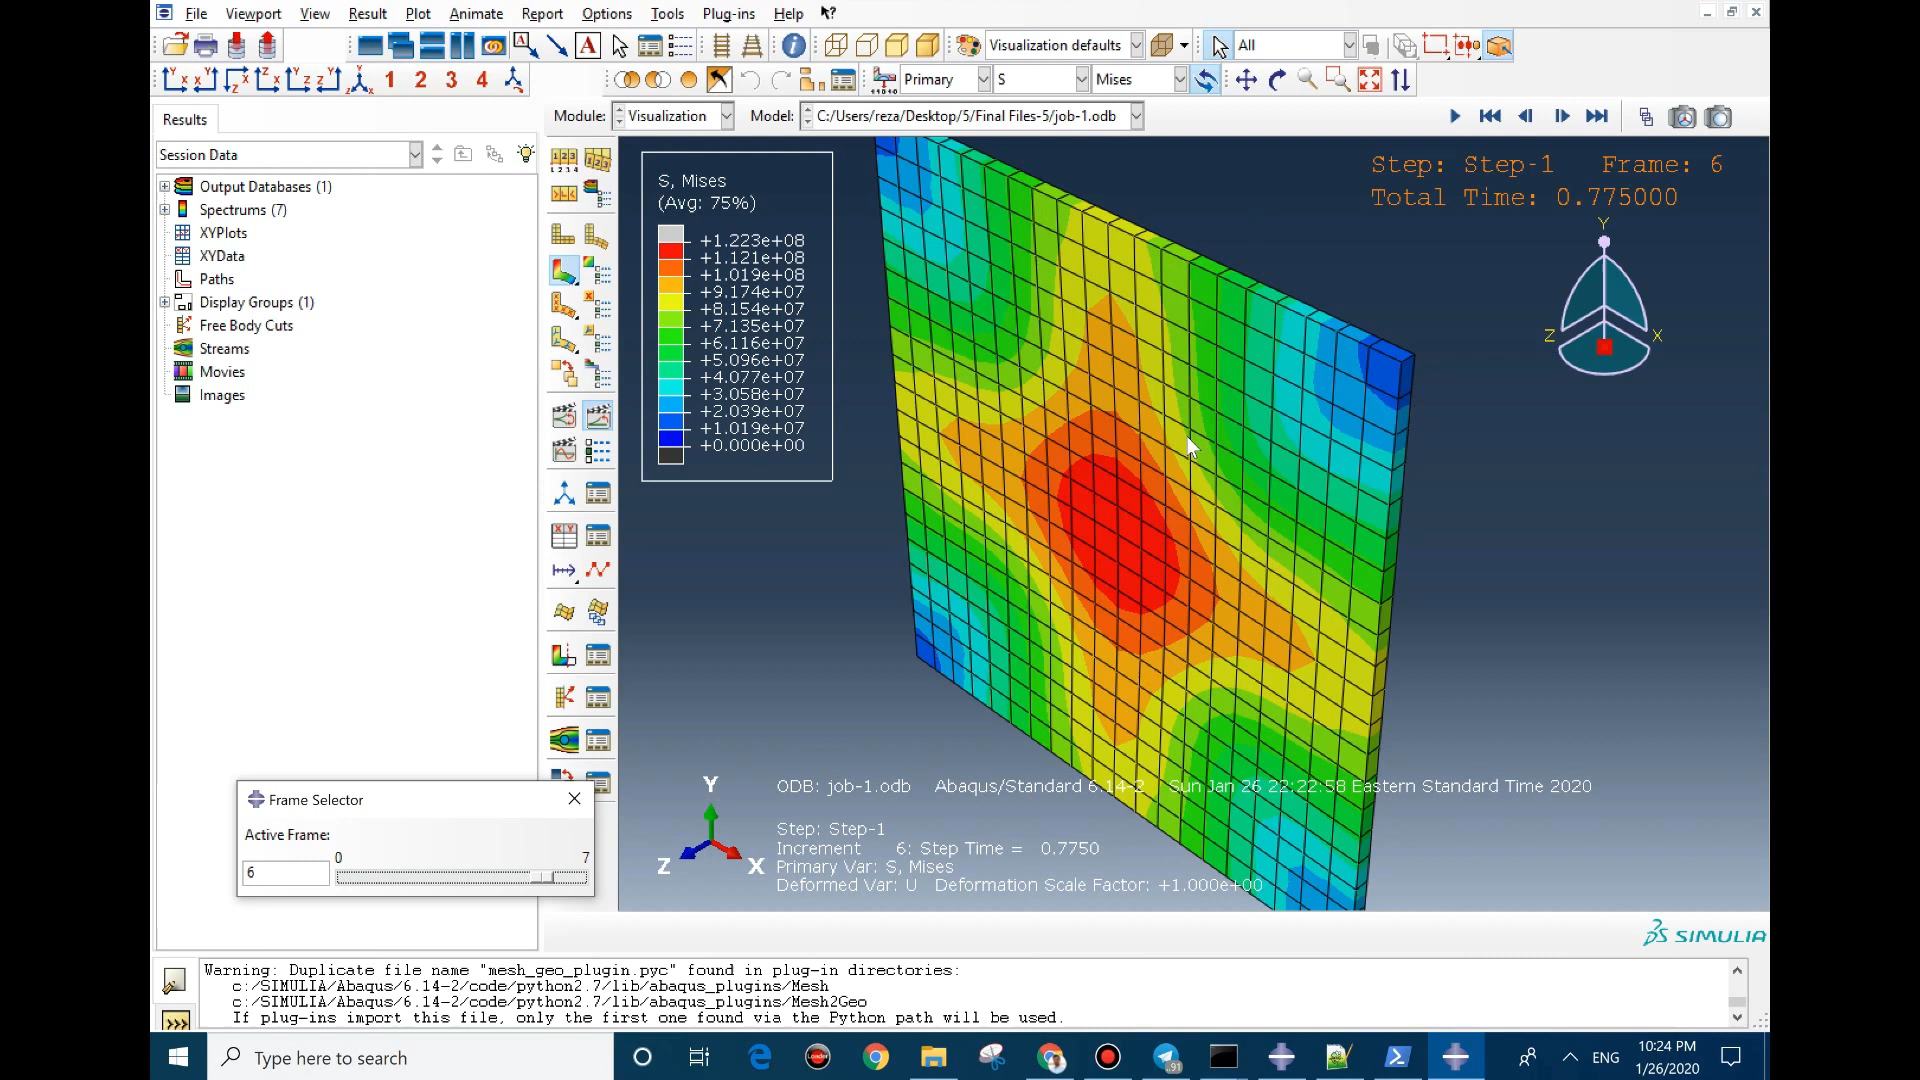 File Viewport View Result Plot Animate Report Options Tools Plug-ins Help
Visualization defaults All
1 2 3 4 Primary S Mises
Results Module: Visualization Model: C:/Users/reza/Desktop/5/Final Files-5/job-1.odb
Session Data
Output Databases (1)
Spectrums (7)
XYPlots
XYData
Paths
Display Groups (1)
Free Body Cuts
Streams
Movies
Images
S, Mises
(Avg: 75%)
+1.223e+08
+1.121e+08
+1.019e+08
+9.174e+07
+8.154e+07
+7.135e+07
+6.116e+07
+5.096e+07
+4.077e+07
+3.058e+07
+2.039e+07
+1.019e+07
+0.000e+00
Step: Step-1 Frame: 6
Total Time: 0.775000
Y
Z X
Frame Selector
Active Frame:
0 7
6
Y
Z X
ODB: job-1.odb Abaqus/Standard 6.14-2 Sun Jan 26 22:22:58 Eastern Standard Time 2020
Step: Step-1
Increment 6: Step Time = 0.7750
Primary Var: S, Mises
Deformed Var: U Deformation Scale Factor: +1.000e+00
SIMULIA
Warning: Duplicate file name "mesh_geo_plugin.pyc" found in plug-in directories:
c:/SIMULIA/Abaqus/6.14-2/code/python2.7/lib/abaqus_plugins/Mesh
c:/SIMULIA/Abaqus/6.14-2/code/python2.7/lib/abaqus_plugins/Mesh2Geo
If plug-ins import this file, only the first one found via the Python path will be used.
Type here to search
ENG
10:24 PM
1/26/2020